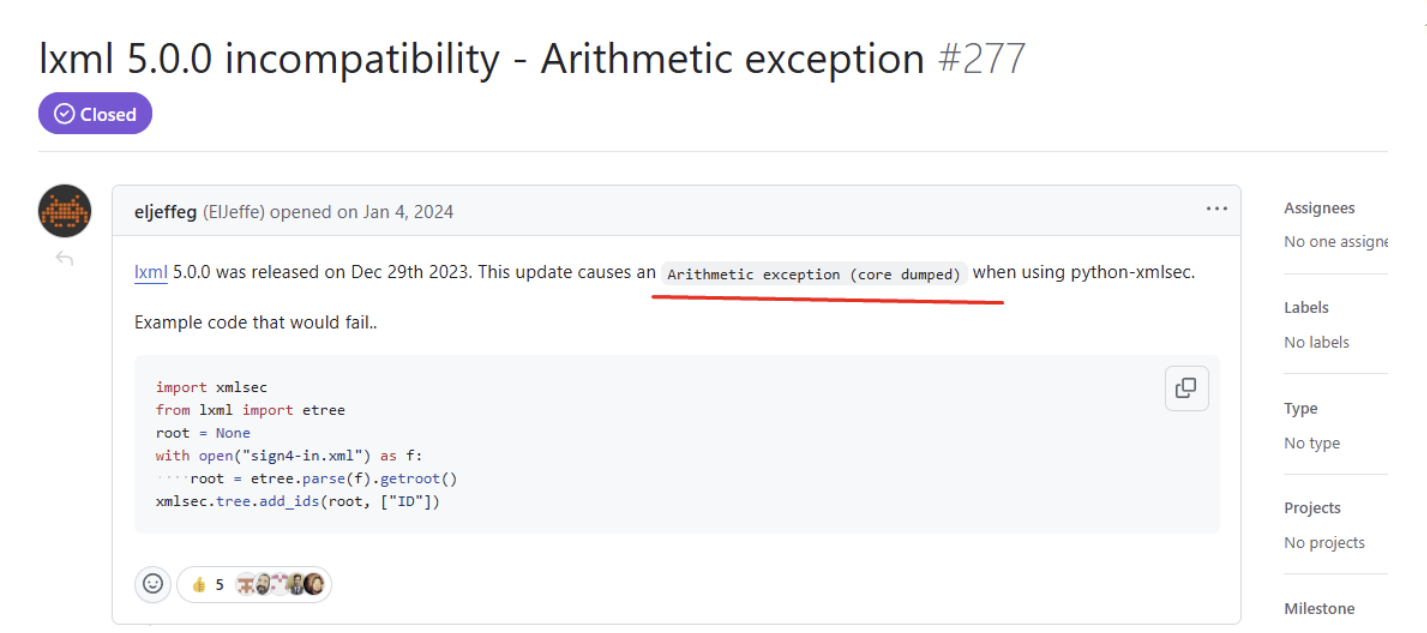 lxml 5.0.0 incompatibility - Arithmetic exception #277
Closed
eljeffeg (ElJeffe) opened on Jan 4, 2024
lxml 5.0.0 was released on Dec 29th 2023. This update causes an Arithmetic exception (core dumped) when using python-xmlsec.
Example code that would fail..
import xmlsec
from lxml import etree
root = None
with open("sign4-in.xml") as f:
····root = etree.parse(f).getroot()
xmlsec.tree.add_ids(root, ["ID"])
5
Assignees
No one assigne
Labels
No labels
Type
No type
Projects
No projects
Milestone